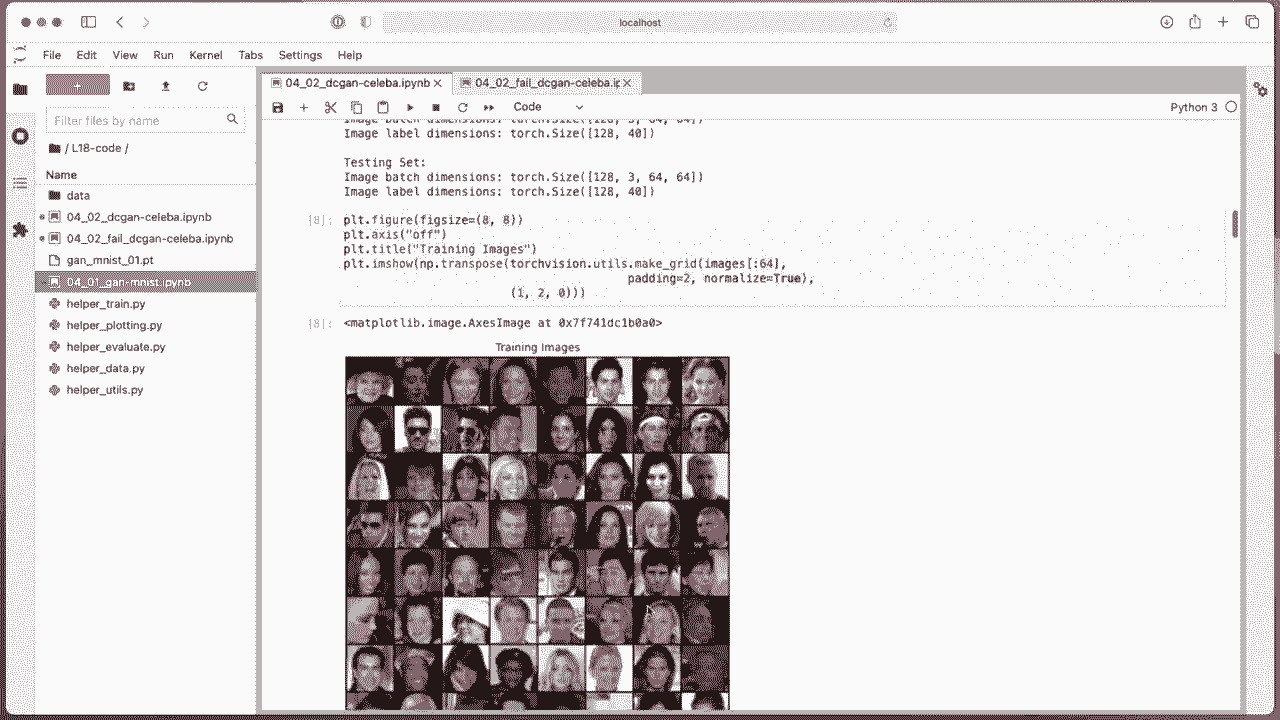 localhost
File Edit View Run Kernel Tabs Settings Help
04_02_dcgan-celeba.ipynb
04_02_fail_dcgan-celeba.ip
Code
Python 3
Filter files by name
/ L18-code /
Name
data
04_02_dcgan-celeba.ipynb
04_02_fail_dcgan-celeba.ipynb
gan_mnist_01.pt
04_01_gan-mnist.ipynb
helper_train.py
helper_plotting.py
helper_evaluate.py
helper_data.py
helper_utils.py
Image batch dimensions: torch.Size([128, 3, 64, 64])
Image label dimensions: torch.Size([128, 40])
Testing Set:
Image batch dimensions: torch.Size([128, 3, 64, 64])
Image label dimensions: torch.Size([128, 40])
[8]: plt.figure(figsize=(8, 8))
plt.axis("off")
plt.title("Training Images")
plt.imshow(np.transpose(torchvision.utils.make_grid(images[:64],
padding=2, normalize=True),
(1, 2, 0)))
[8]: <matplotlib.image.AxesImage at 0x7f741dc1b0a0>
Training Images